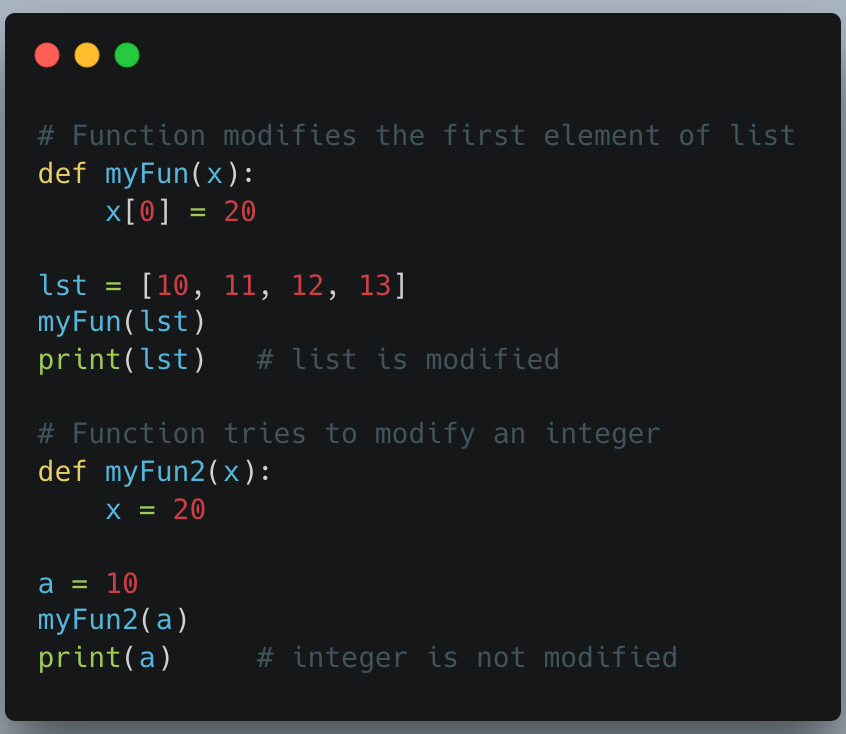 # Function modifies the first element of list
def myFun(x):
    x[0] = 20
lst = [10, 11, 12, 13]
myFun(lst)
print(lst)   # list is modified
# Function tries to modify an integer
def myFun2(x):
    x = 20
a = 10
myFun2(a)
print(a)     # integer is not modified